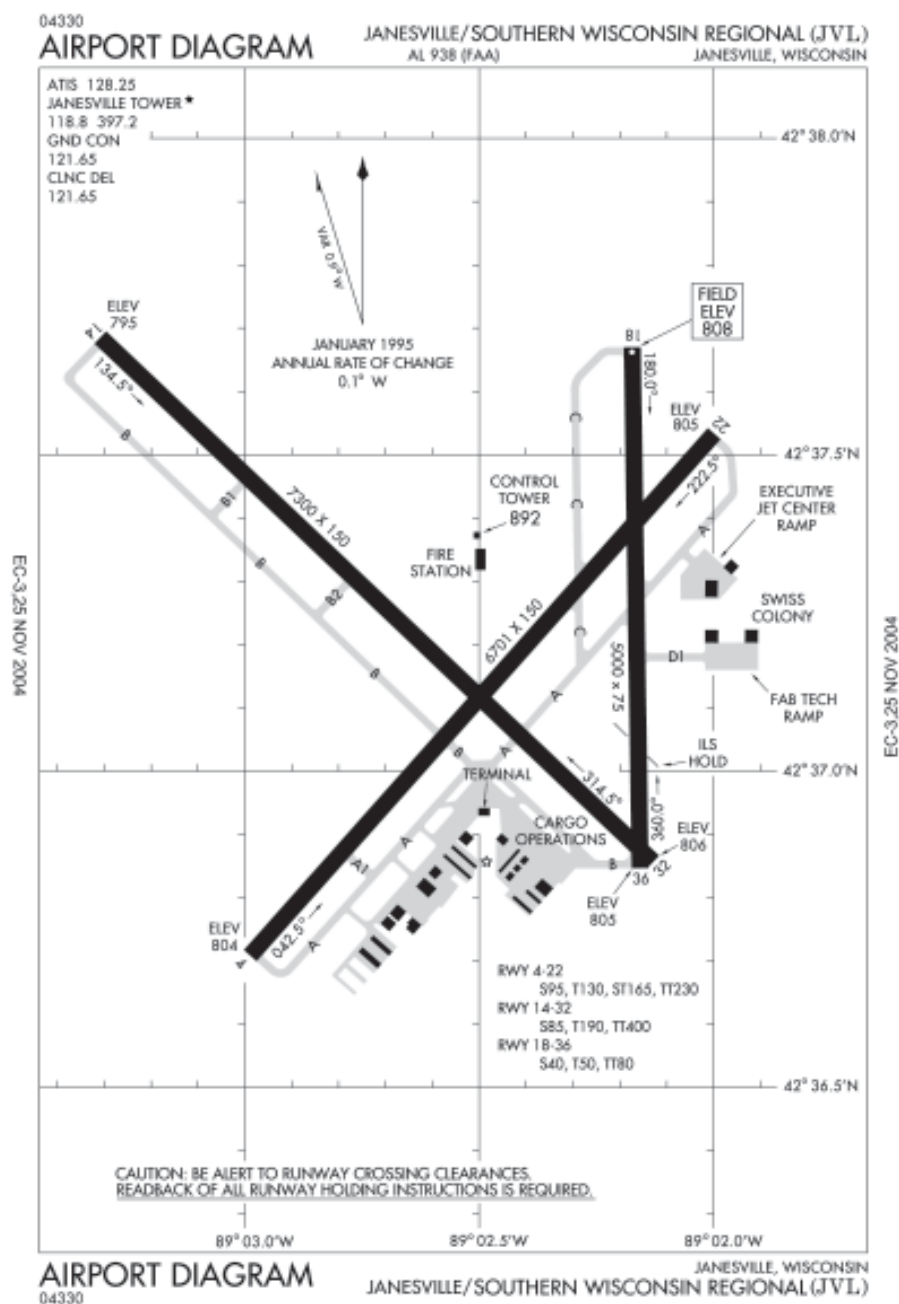 04330
AIRPORT DIAGRAM
JANESVILLE/SOUTHERN WISCONSIN REGIONAL (JVL)
AL 938 (FAA)
JANESVILLE, WISCONSIN
ATIS 128.25
JANESVILLE TOWER★
118.8 397.2
GND CON
121.65
CLNC DEL
121.65
42°38.0'N
VAR 0.9° W
JANUARY 1995
ANNUAL RATE OF CHANGE
0.1° W
ELEV
795
14
134.5°
FIELD
ELEV
808
18
180.0°
ELEV
805
22
222.5°
42°37.5'N
B
B1
7300 X 150
C
CONTROL
TOWER
892
FIRE
STATION
C
A
EXECUTIVE
JET CENTER
RAMP
B
B2
SWISS
COLONY
6701 X 150
C
5000 x 75
D1
B
A
FAB TECH
RAMP
EC-3,25 NOV 2004
EC-3,25 NOV 2004
B
A
ILS
HOLD
42°37.0'N
TERMINAL
314.5°
360.0°
CARGO
OPERATIONS
ELEV
806
A
A1
B
36
32
ELEV
805
ELEV
804
042.5°
A
4
RWY 4-22
S95, T130, ST165, TT230
RWY 14-32
S85, T190, TT400
RWY 18-36
S40, T50, TT80
42°36.5'N
CAUTION: BE ALERT TO RUNWAY CROSSING CLEARANCES.
READBACK OF ALL RUNWAY HOLDING INSTRUCTIONS IS REQUIRED.
89°03.0'W
89°02.5'W
89°02.0'W
AIRPORT DIAGRAM
04330
JANESVILLE, WISCONSIN
JANESVILLE/SOUTHERN WISCONSIN REGIONAL (JVL)